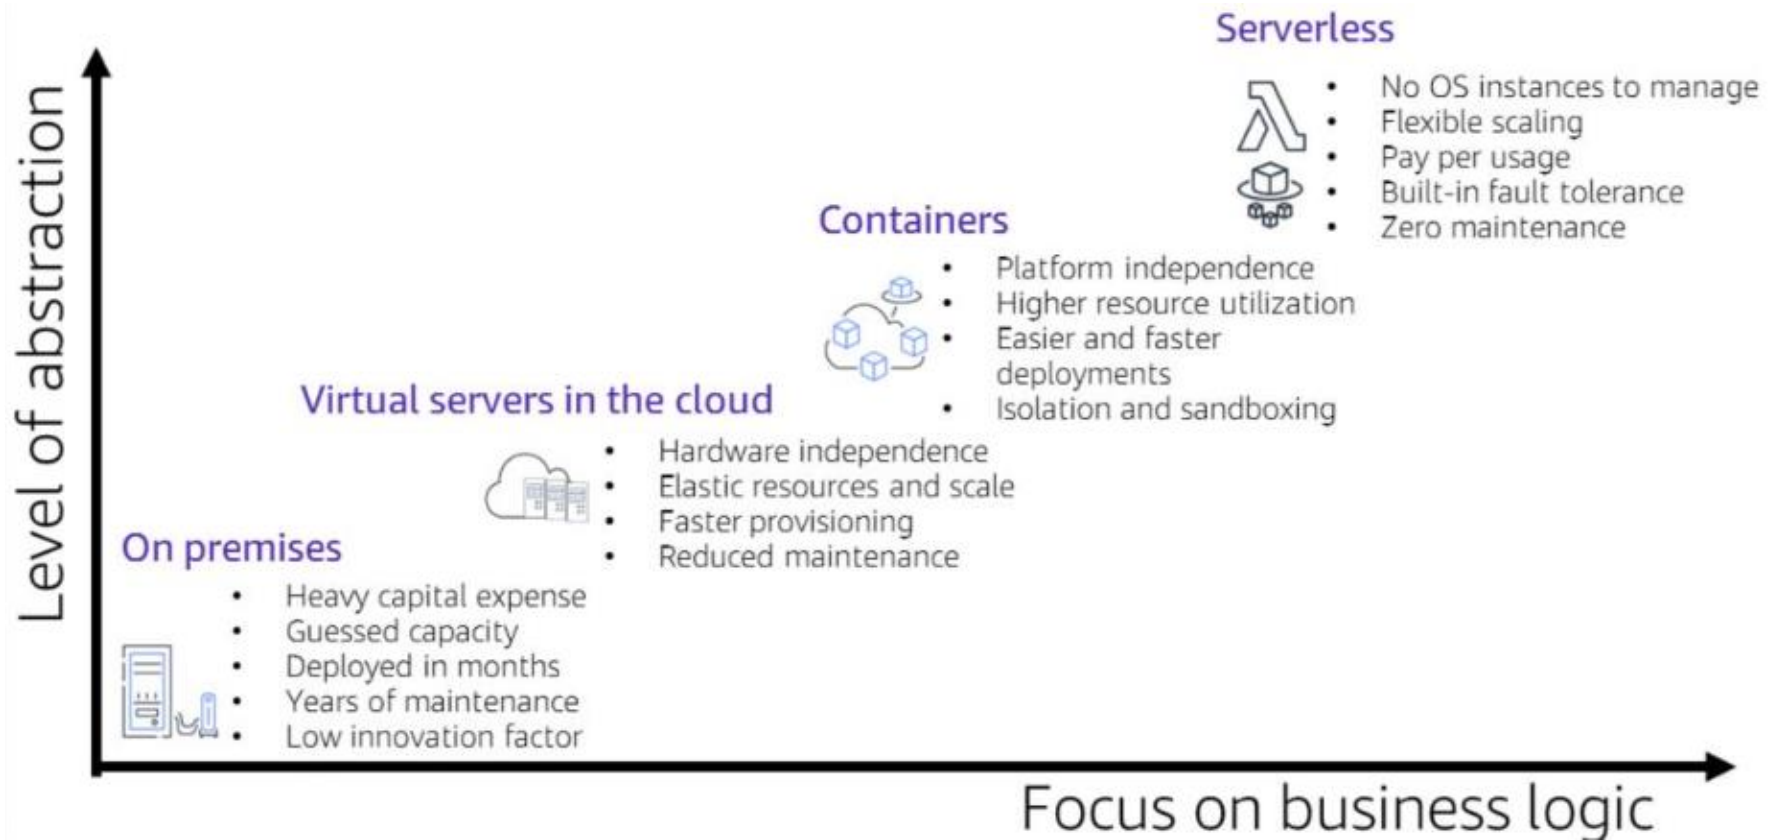 Serverless
• No OS instances to manage
• Flexible scaling
• Pay per usage
• Built-in fault tolerance
• Zero maintenance
Containers
• Platform independence
• Higher resource utilization
• Easier and faster
deployments
• Isolation and sandboxing
Virtual servers in the cloud
• Hardware independence
• Elastic resources and scale
• Faster provisioning
• Reduced maintenance
On premises
• Heavy capital expense
• Guessed capacity
• Deployed in months
• Years of maintenance
• Low innovation factor
Level of abstraction
Focus on business logic